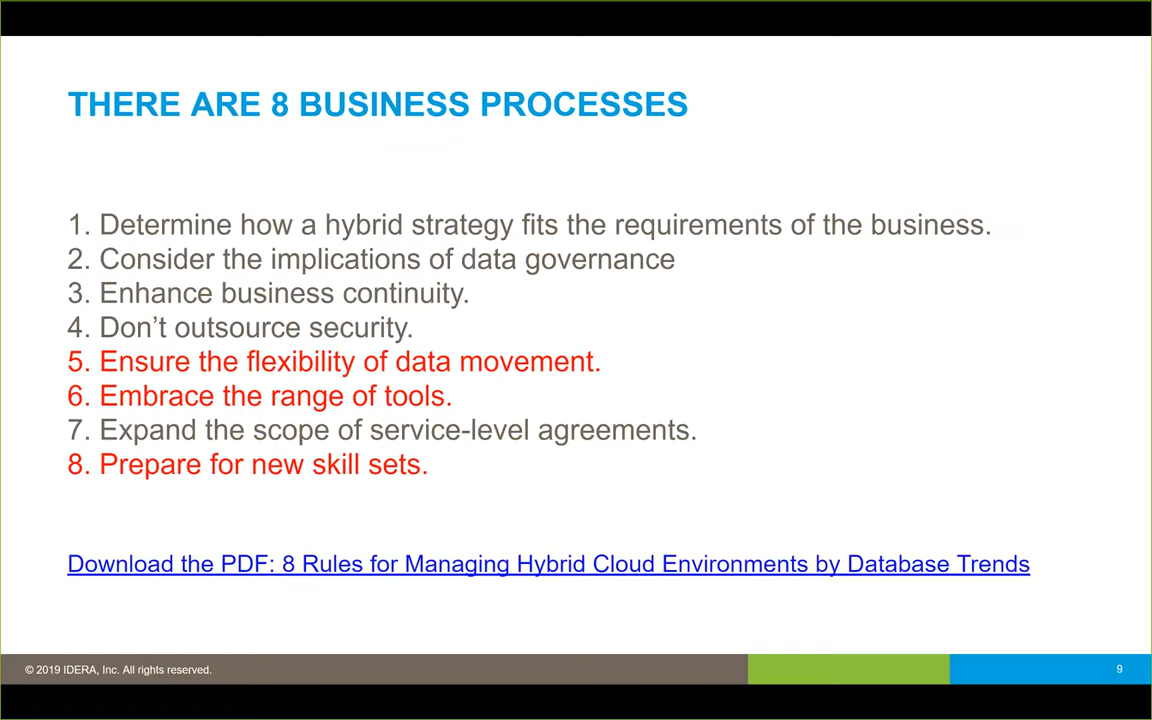 THERE ARE 8 BUSINESS PROCESSES
1. Determine how a hybrid strategy fits the requirements of the business.
2. Consider the implications of data governance
3. Enhance business continuity.
4. Don’t outsource security.
5. Ensure the flexibility of data movement.
6. Embrace the range of tools.
7. Expand the scope of service-level agreements.
8. Prepare for new skill sets.
Download the PDF: 8 Rules for Managing Hybrid Cloud Environments by Database Trends
© 2019 IDERA, Inc. All rights reserved.
9